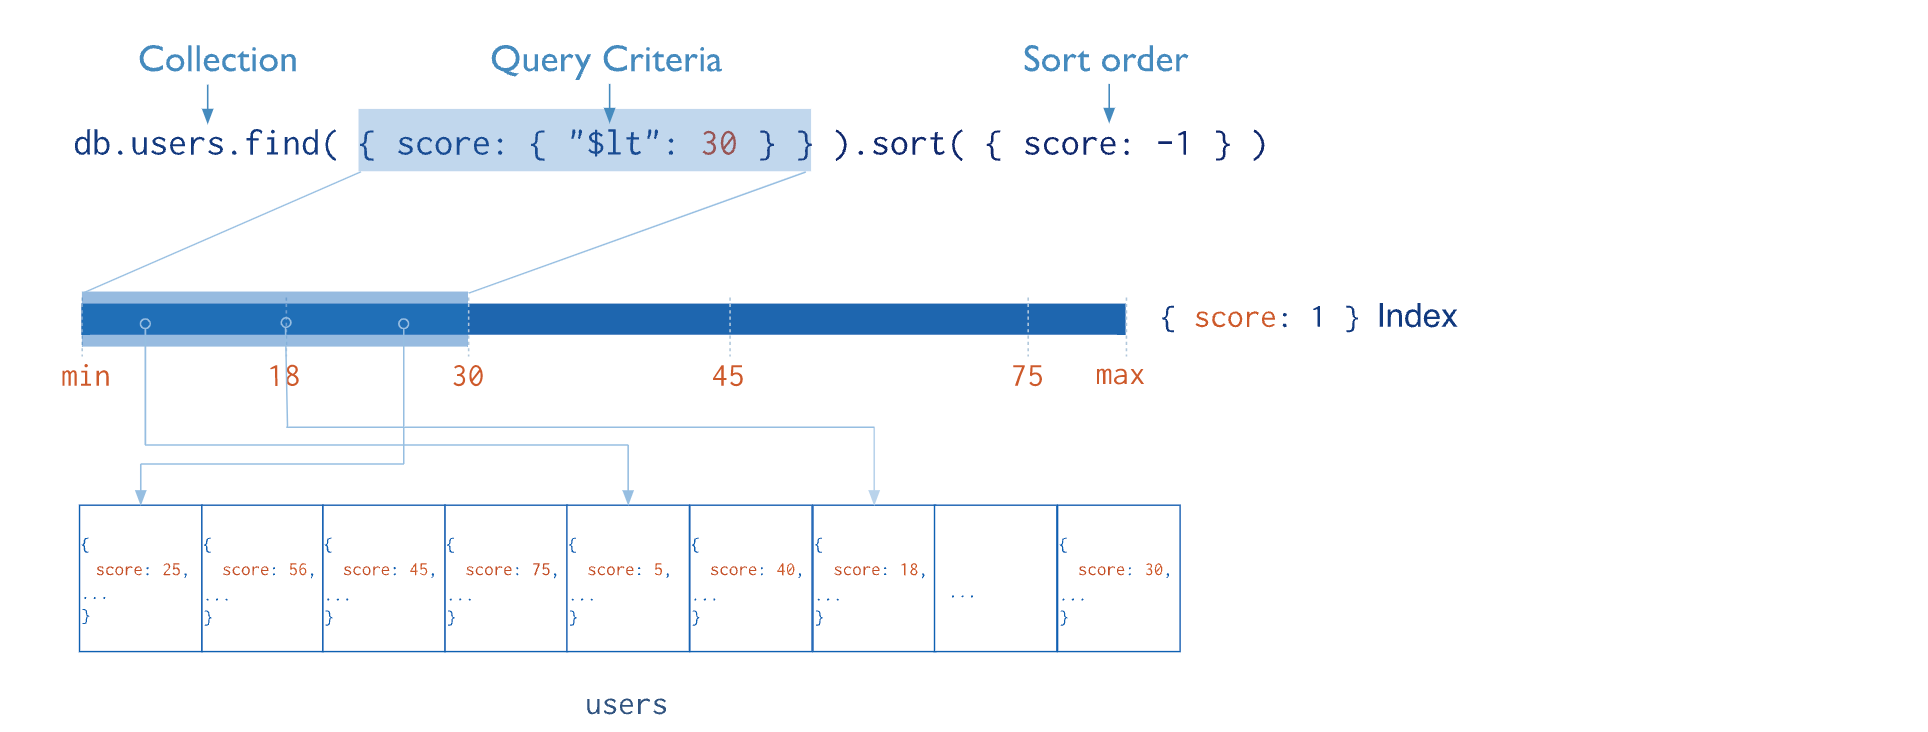 Collection Query Criteria Sort order
db.users.find( { score: { "$lt": 30 } } ).sort( { score: -1 } )
{ score: 1 } Index
min 18 30 45 75 max
{ { { { { { { {
score: 25, score: 56, score: 45, score: 75, score: 5, score: 40, score: 18, score: 30,
... ... ... ... ... ... ... ... ...
} } } } } } } }
users